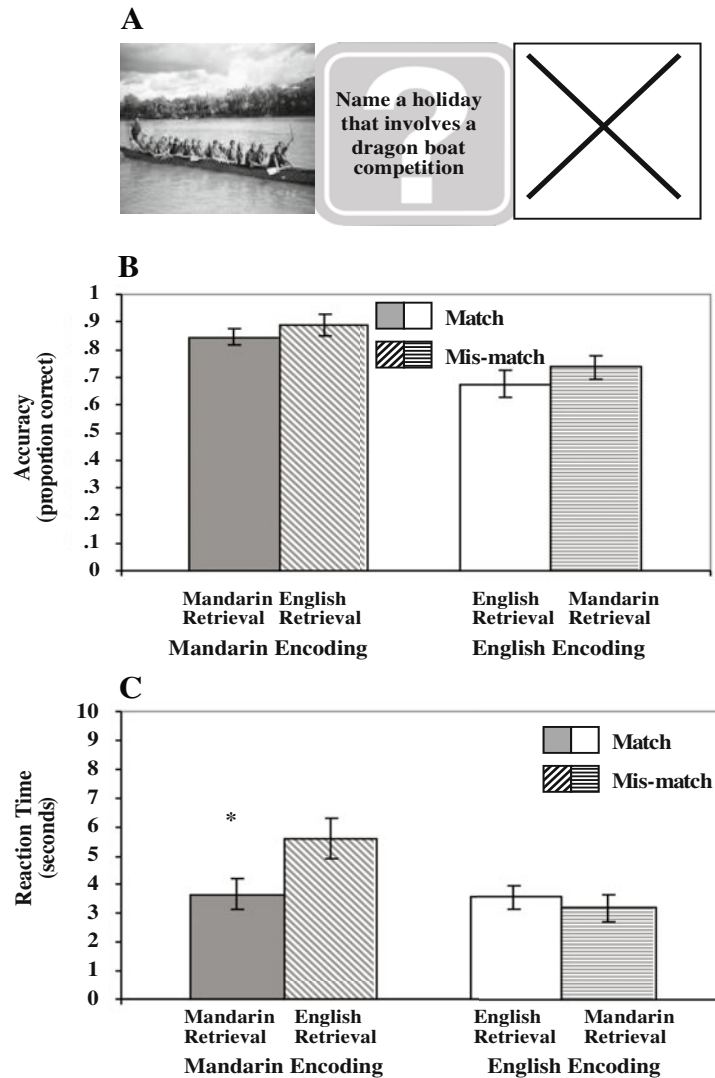 A
?
Name a holiday
that involves a
dragon boat
competition
B
Accuracy
(proportion correct)
1
.9
.8
.7
.6
.5
.4
.3
.2
.1
0
Match
Mis-match
Mandarin English
Retrieval Retrieval
Mandarin Encoding
English Mandarin
Retrieval Retrieval
English Encoding
C
Reaction Time
(seconds)
10
9
8
7
6
5
4
3
2
1
0
*
Match
Mis-match
Mandarin English
Retrieval Retrieval
Mandarin Encoding
English Mandarin
Retrieval Retrieval
English Encoding